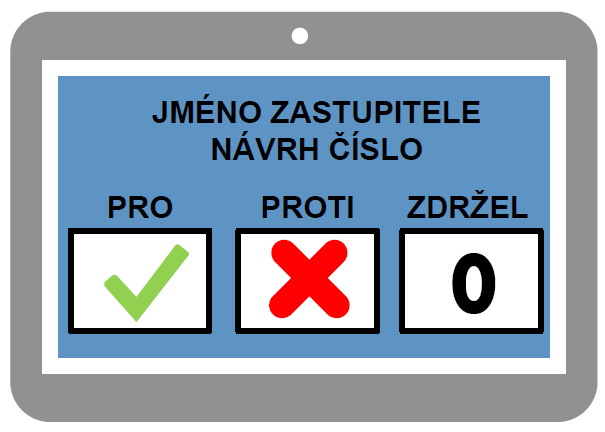 JMÉNO ZASTUPITELE
NÁVRH ČÍSLO
PRO PROTI ZDRŽEL
0